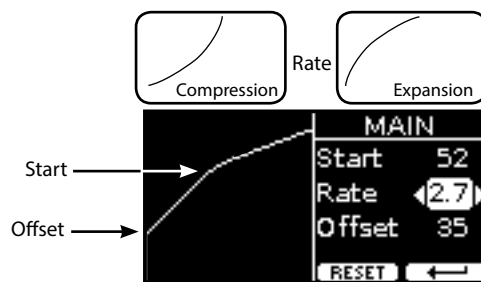 Compression
Rate
Expansion
MAIN
Start 52
Rate 2.7
Offset 35
RESET
Start
Offset